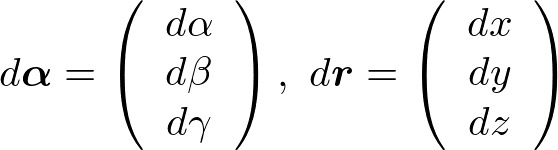 d𝜶 = ( dα dβ dγ ), d𝒓 = ( dx dy dz )